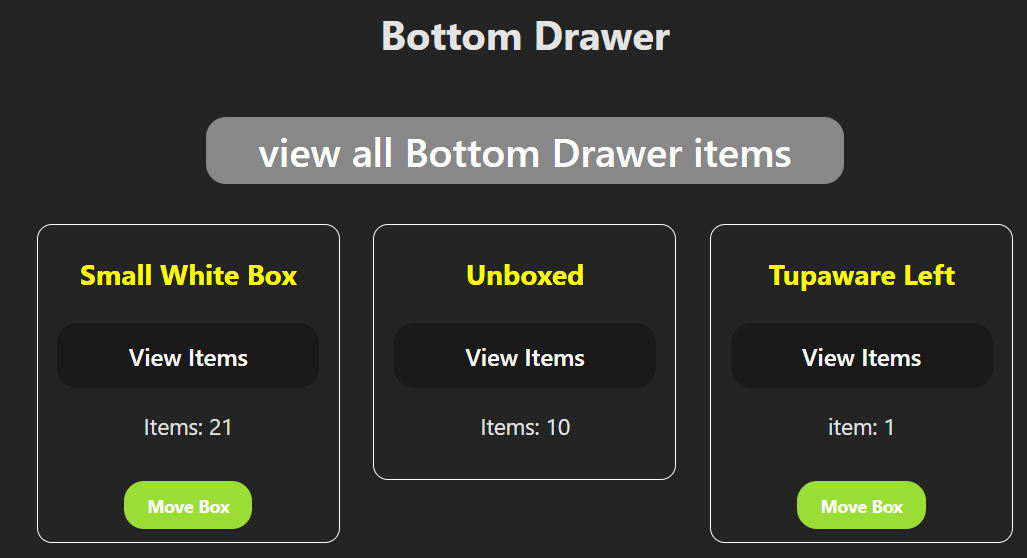 Bottom Drawer
view all Bottom Drawer items
Small White Box
View Items
Items: 21
Move Box
Unboxed
View Items
Items: 10
Tupaware Left
View Items
item: 1
Move Box